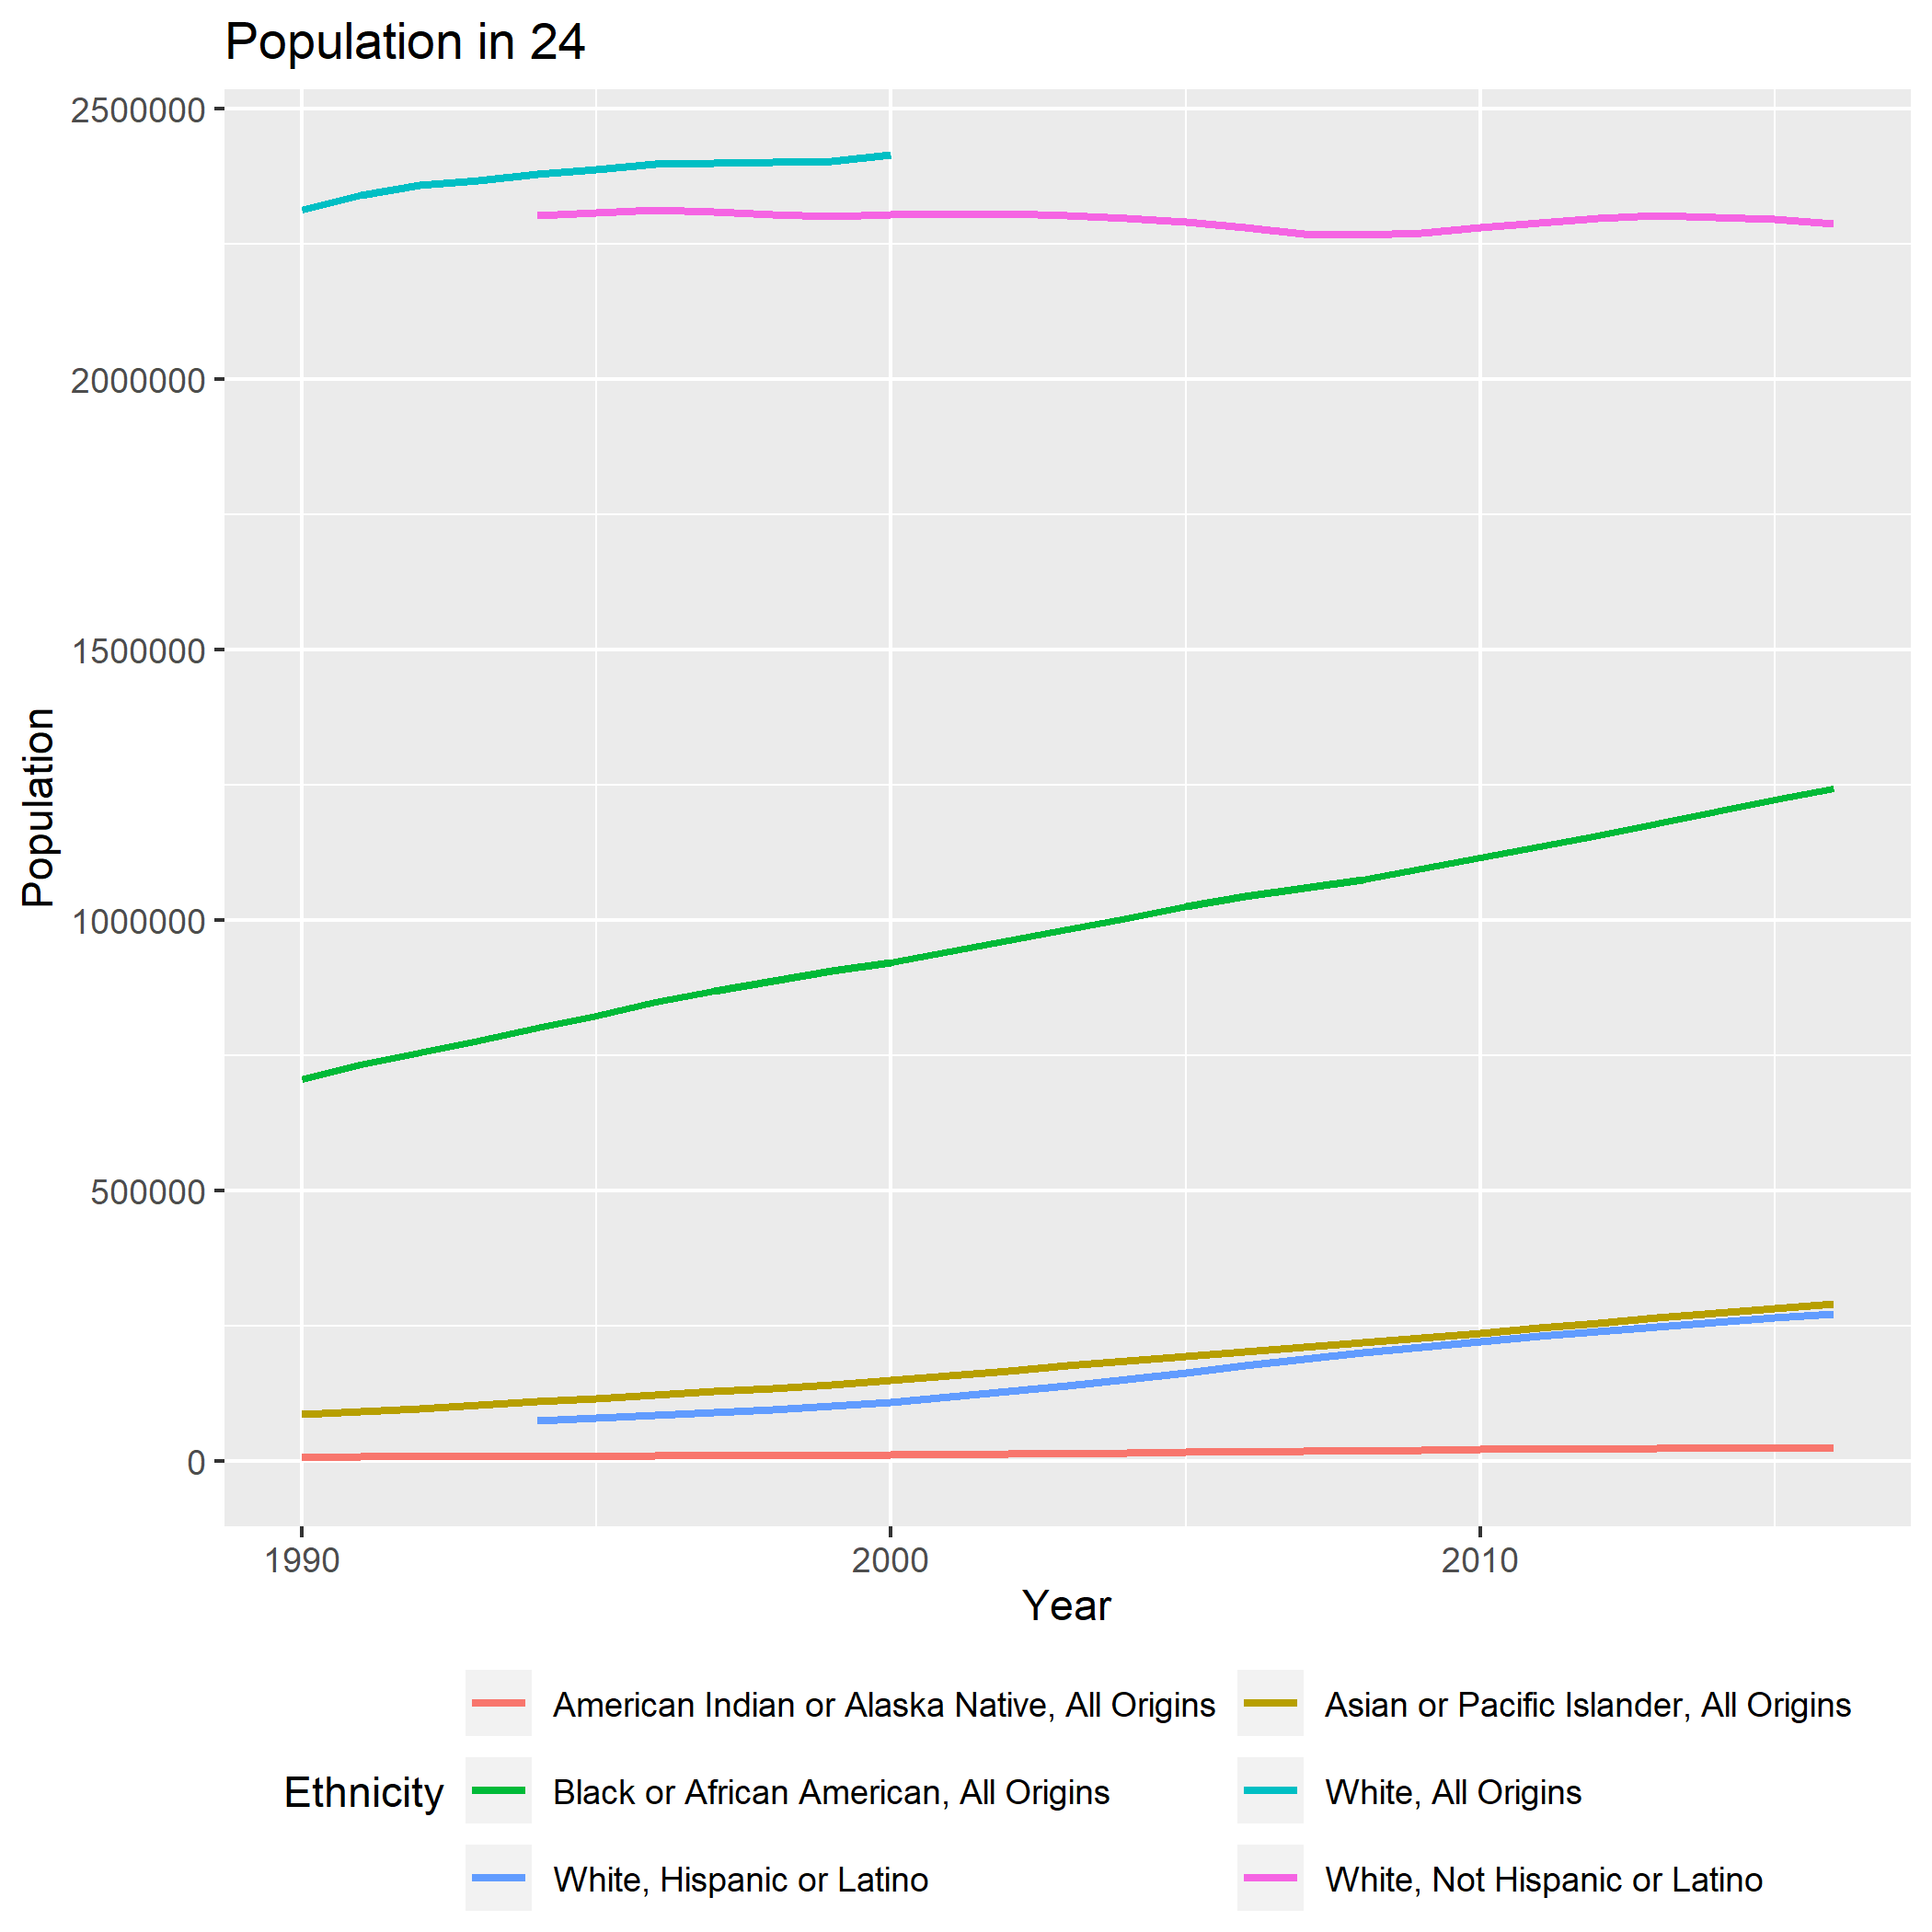 Population in 24
2500000
2000000
1500000
1000000
500000
0
Population
1990 2000 2010
Year
Ethnicity
American Indian or Alaska Native, All Origins
Asian or Pacific Islander, All Origins
Black or African American, All Origins
White, All Origins
White, Hispanic or Latino
White, Not Hispanic or Latino